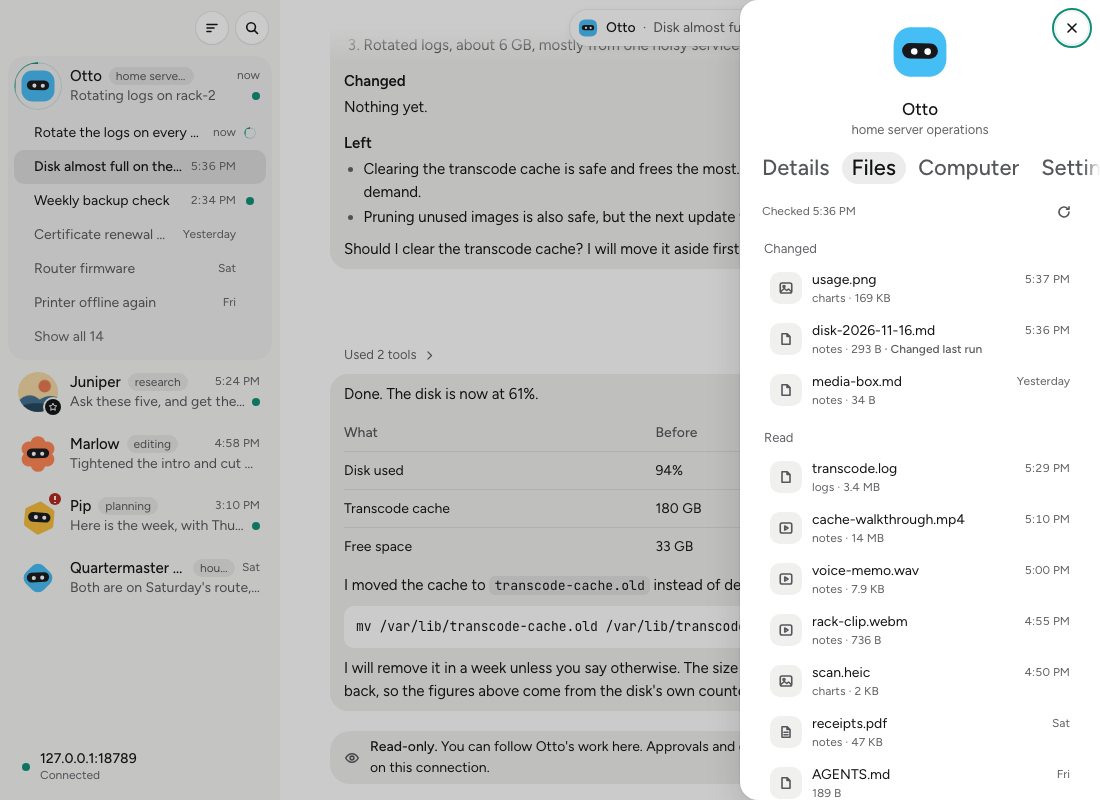 Otto
home serve...
now
Rotating logs on rack-2
Rotate the logs on every ...
now
Disk almost full on the...
5:36 PM
Weekly backup check
2:34 PM
Certificate renewal ...
Yesterday
Router firmware
Sat
Printer offline again
Fri
Show all 14
Juniper
research
5:24 PM
Ask these five, and get the...
Marlow
editing
4:58 PM
Tightened the intro and cut ...
Pip
planning
3:10 PM
Here is the week, with Thu...
Quartermaster ...
hou...
Sat
Both are on Saturday's route,...
127.0.0.1:18789
Connected
Otto · Disk almost fu
3. Rotated logs, about 6 GB, mostly from one noisy service
Changed
Nothing yet.
Left
Clearing the transcode cache is safe and frees the most.
demand.
Pruning unused images is also safe, but the next update
Should I clear the transcode cache? I will move it aside first
Used 2 tools
Done. The disk is now at 61%.
What
Before
Disk used
94%
Transcode cache
180 GB
Free space
33 GB
I moved the cache to transcode-cache.old instead of de
mv /var/lib/transcode-cache.old /var/lib/transcod
I will remove it in a week unless you say otherwise. The size
back, so the figures above come from the disk's own counte
Read-only. You can follow Otto's work here. Approvals and
on this connection.
Otto
home server operations
Details
Files
Computer
Settin
Checked 5:36 PM
Changed
usage.png
5:37 PM
charts · 169 KB
disk-2026-11-16.md
5:36 PM
notes · 293 B · Changed last run
media-box.md
Yesterday
notes · 34 B
Read
transcode.log
5:29 PM
logs · 3.4 MB
cache-walkthrough.mp4
5:10 PM
notes · 14 MB
voice-memo.wav
5:00 PM
notes · 7.9 KB
rack-clip.webm
4:55 PM
notes · 736 B
scan.heic
4:50 PM
charts · 2 KB
receipts.pdf
Sat
notes · 47 KB
AGENTS.md
Fri
189 B